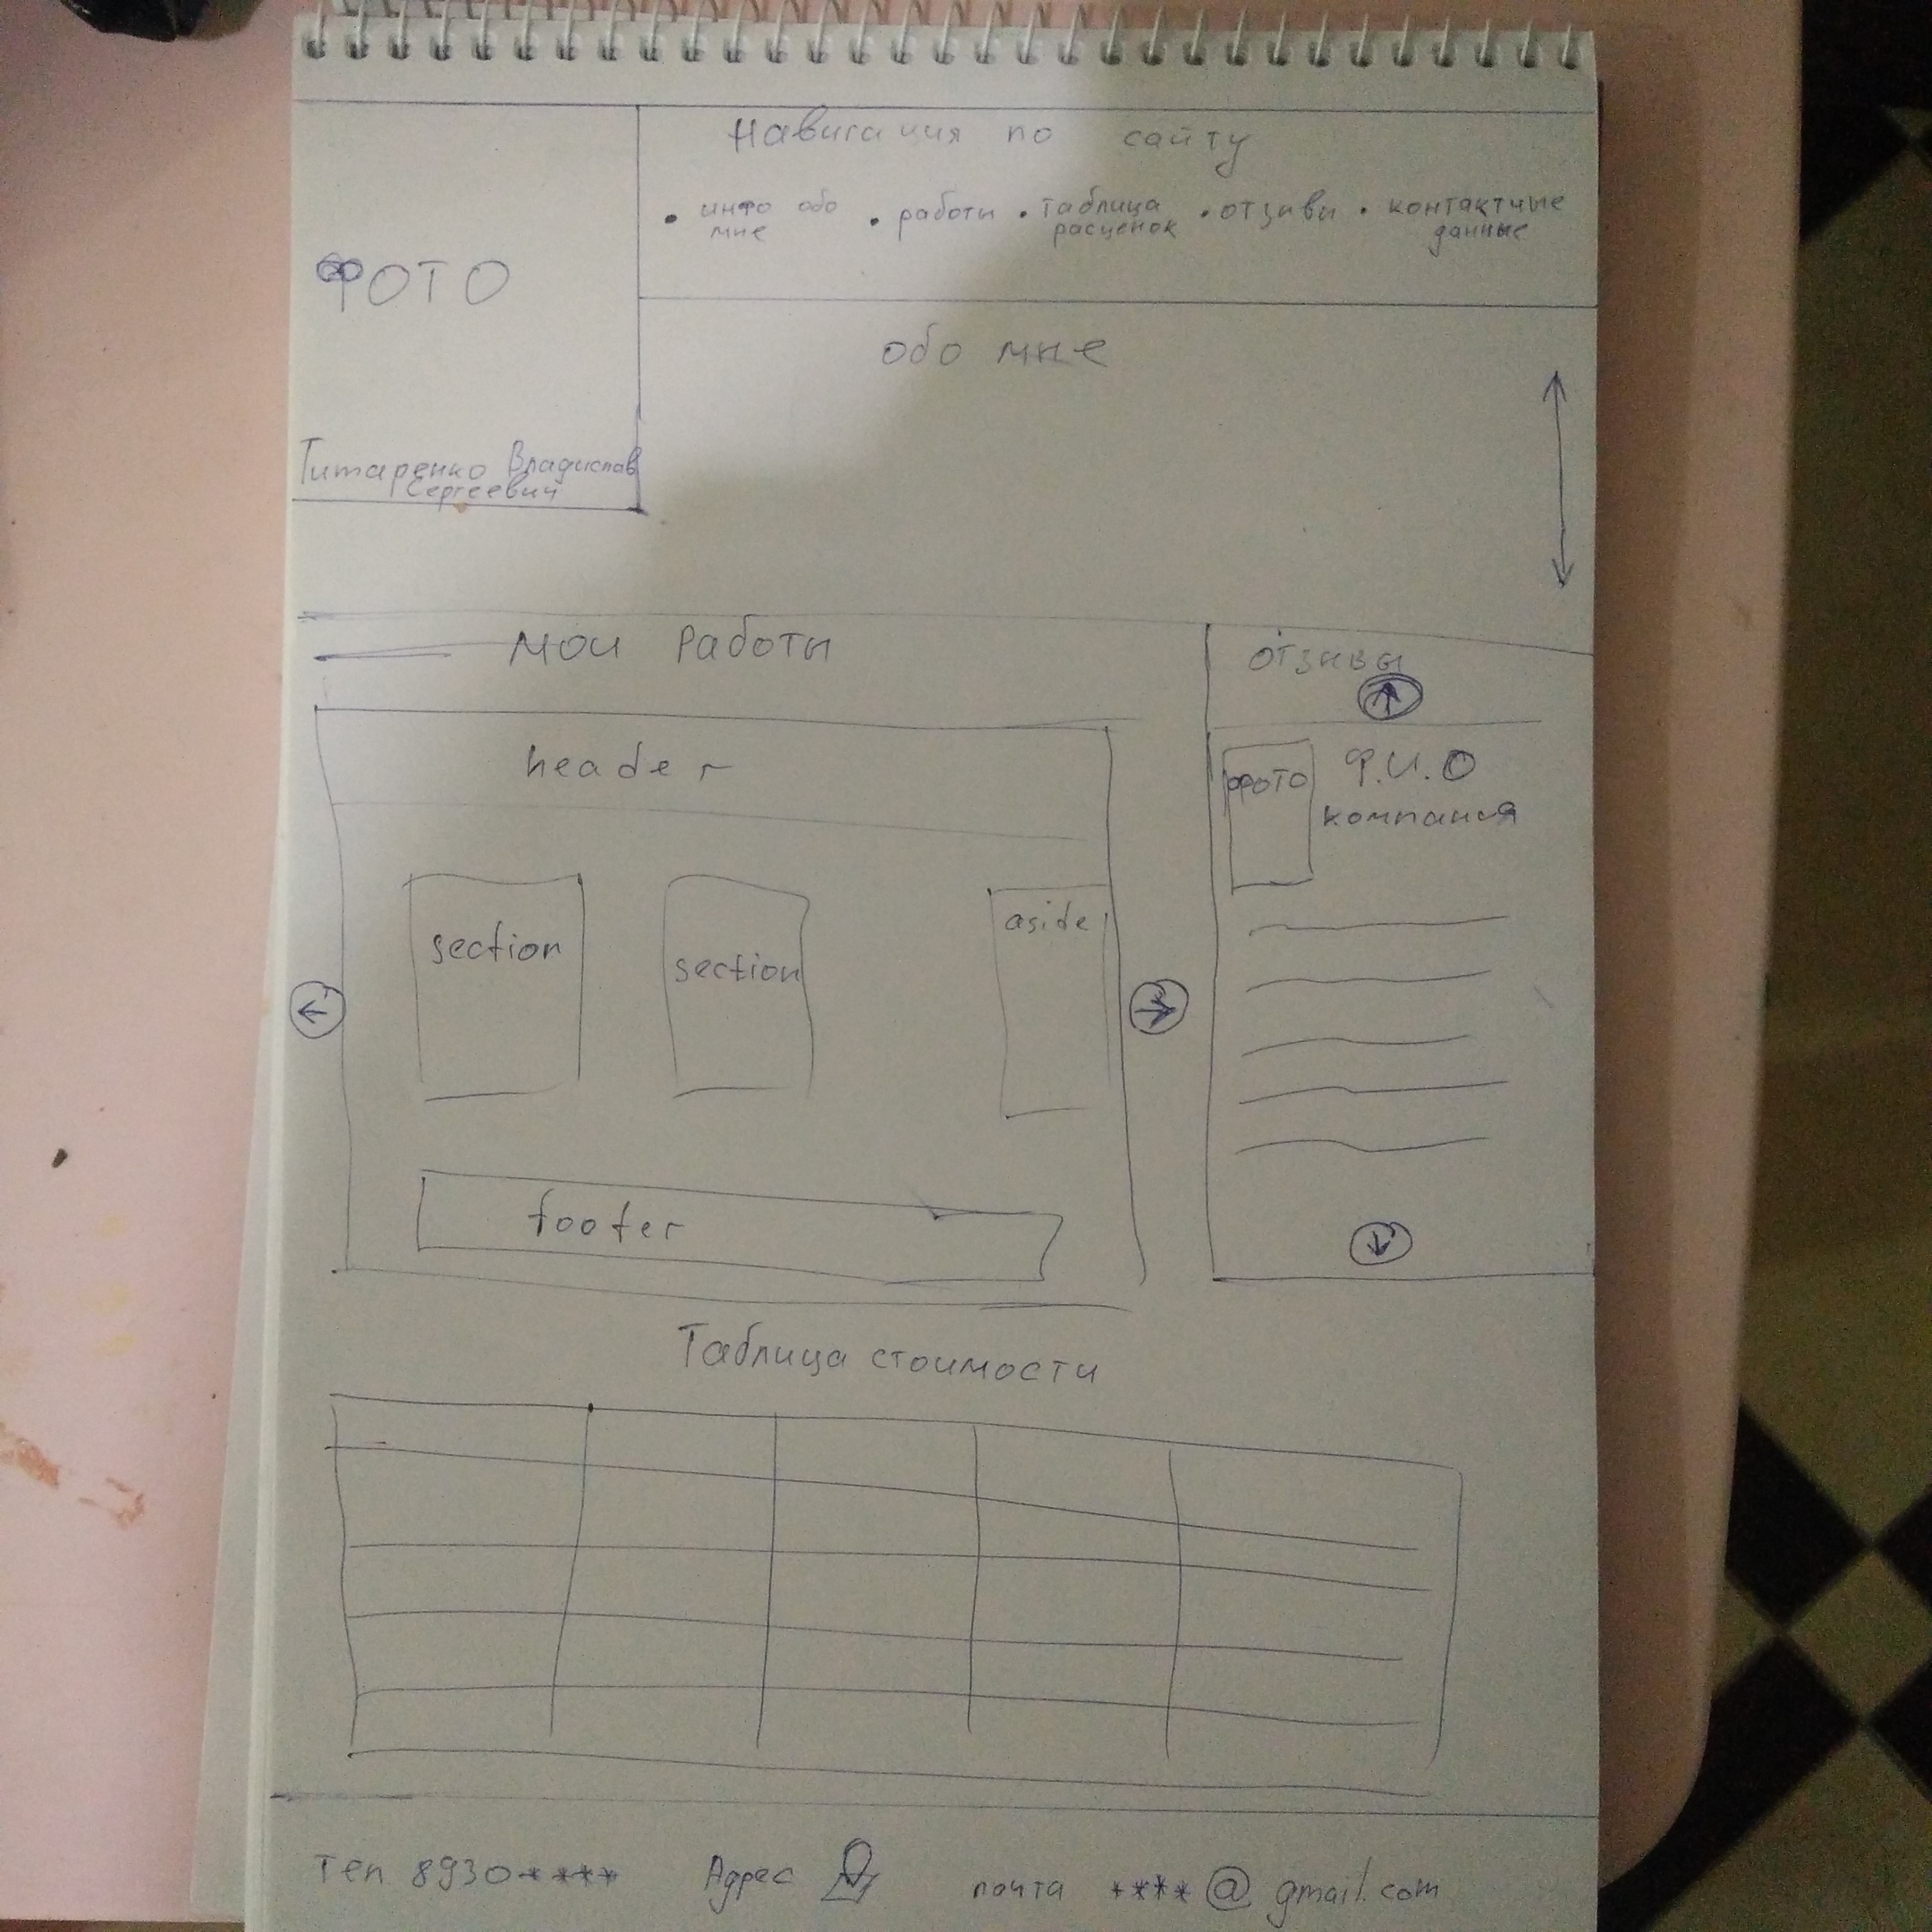 Навигация по сайту
• инфо обо мне • работы • таблица расценок • отзывы • контактные данные
ФОТО
Титаренко Владислав
Сергеевич
обо мне
мои работы
отзывы
header
ФОТО
Ф.И.О
компания
section
section
aside
footer
Таблица стоимости
Тел 8930**** Адрес почта ****@gmail.com